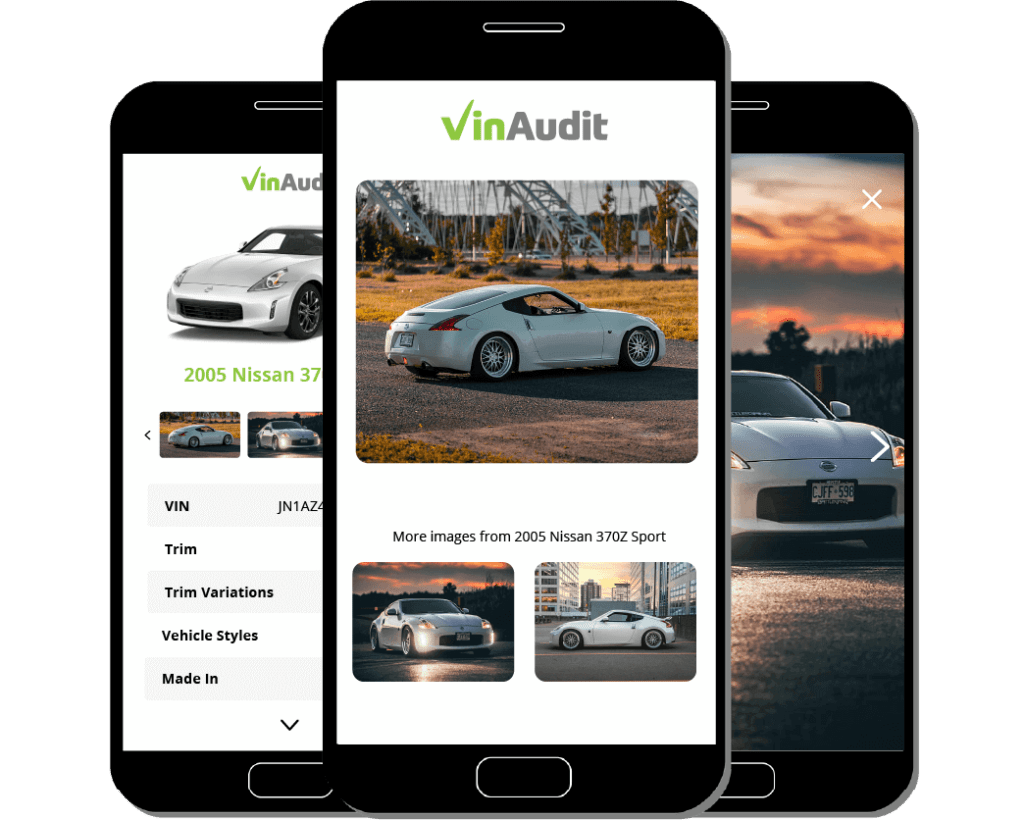 VinAud
2005 Nissan 37
VIN JN1AZ4
Trim
Trim Variations
Vehicle Styles
Made In
VinAudit
More images from 2005 Nissan 370Z Sport
CJFF-598